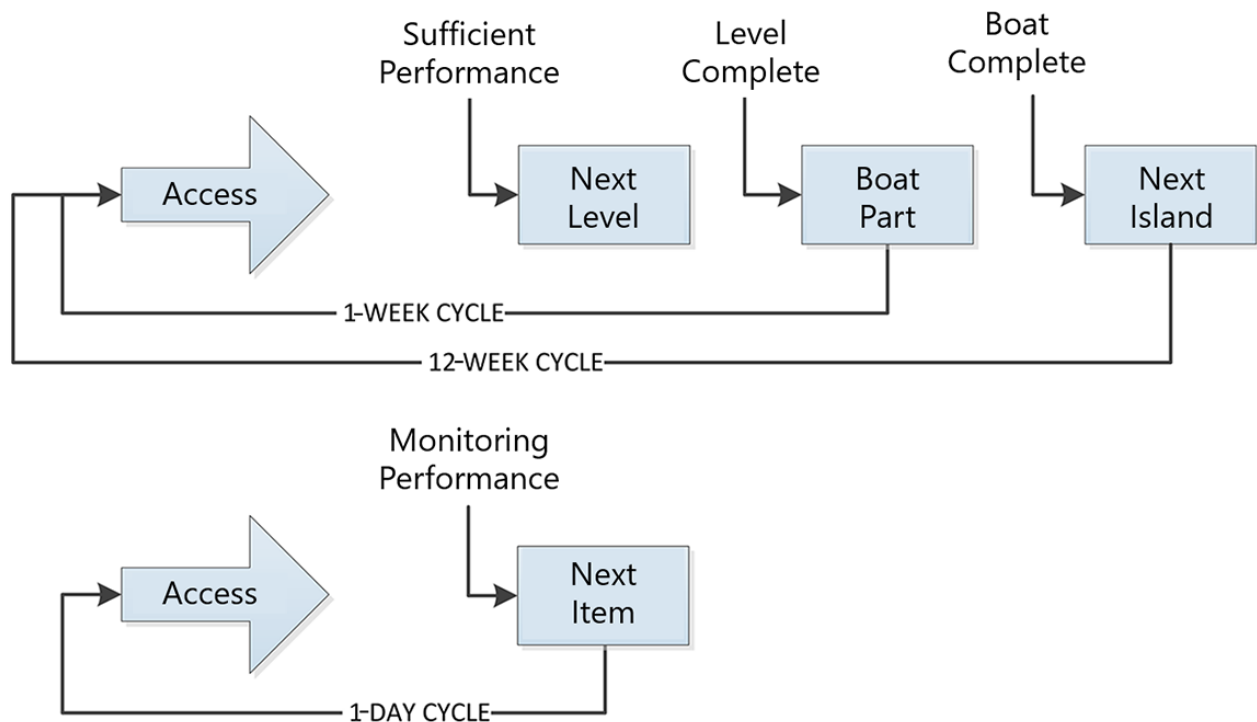 Sufficient
Performance
Level
Complete
Boat
Complete
Access
Next
Level
Boat
Part
Next
Island
1-WEEK CYCLE
12-WEEK CYCLE
Monitoring
Performance
Access
Next
Item
1-DAY CYCLE